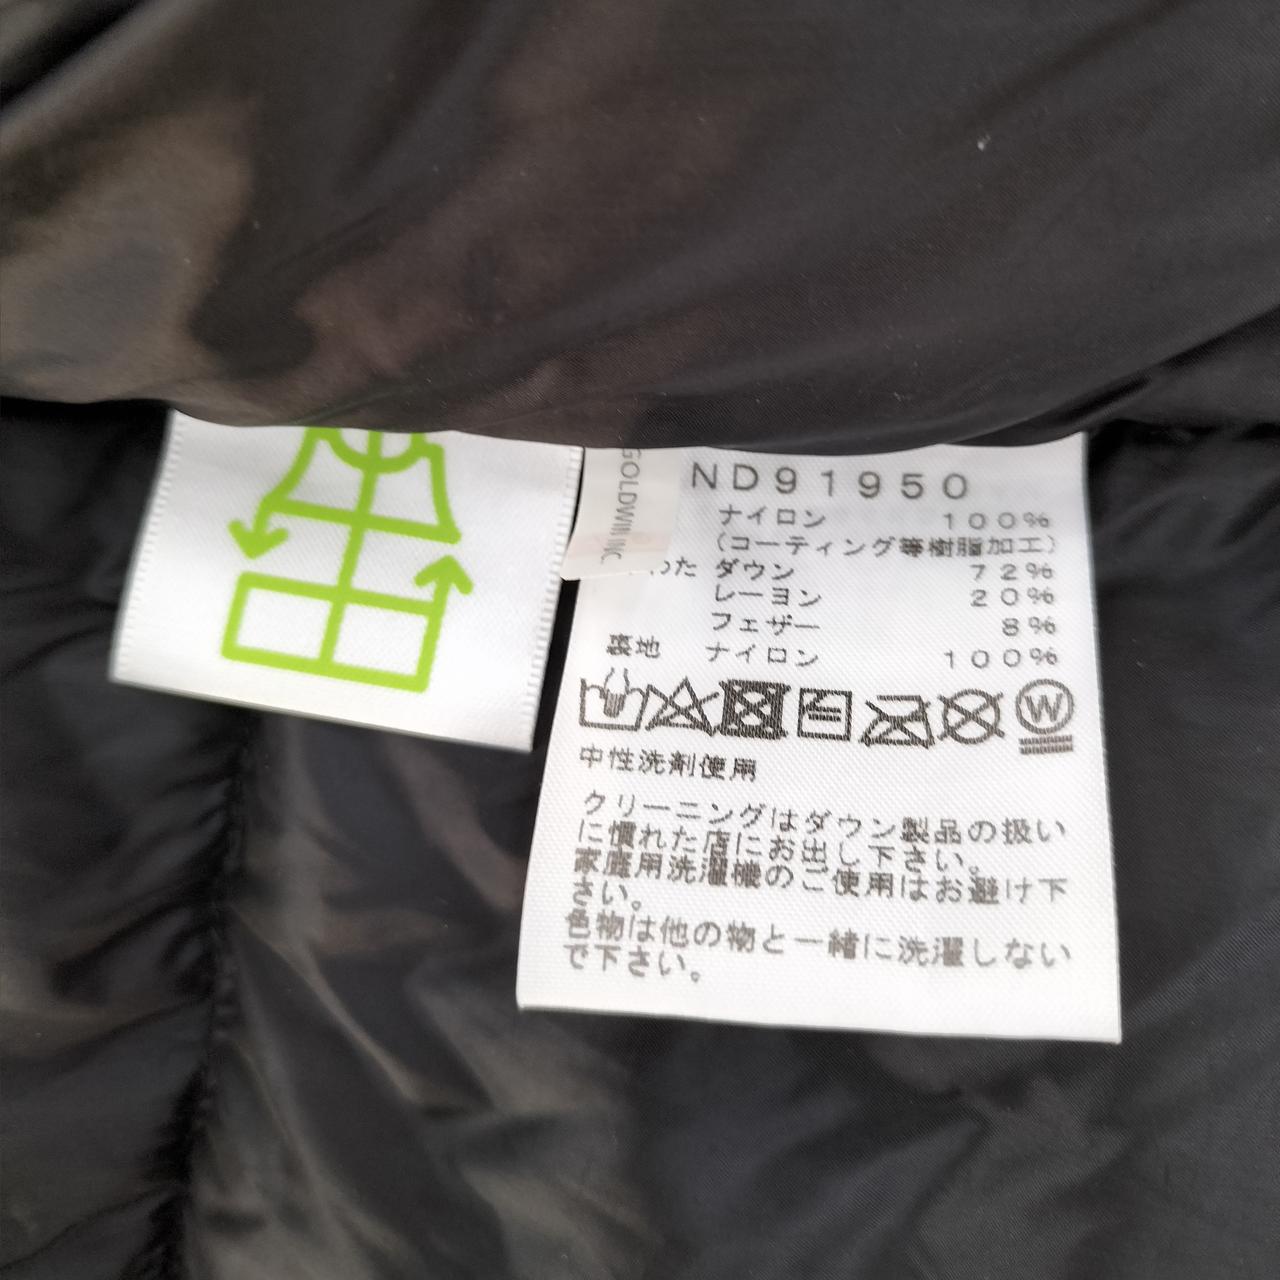 GOLDWIN INC
ND91950
ナイロン 100%
(コーティング等樹脂加工)
わた ダウン 72%
レーヨン 20%
フェザー 8%
裏地 ナイロン 100%
W
中性洗剤使用
クリーニングはダウン製品の扱い
に慣れた店にお出し下さい。
家庭用洗濯機のご使用はお避け下
さい。
色物は他の物と一緒に洗濯しない
で下さい。